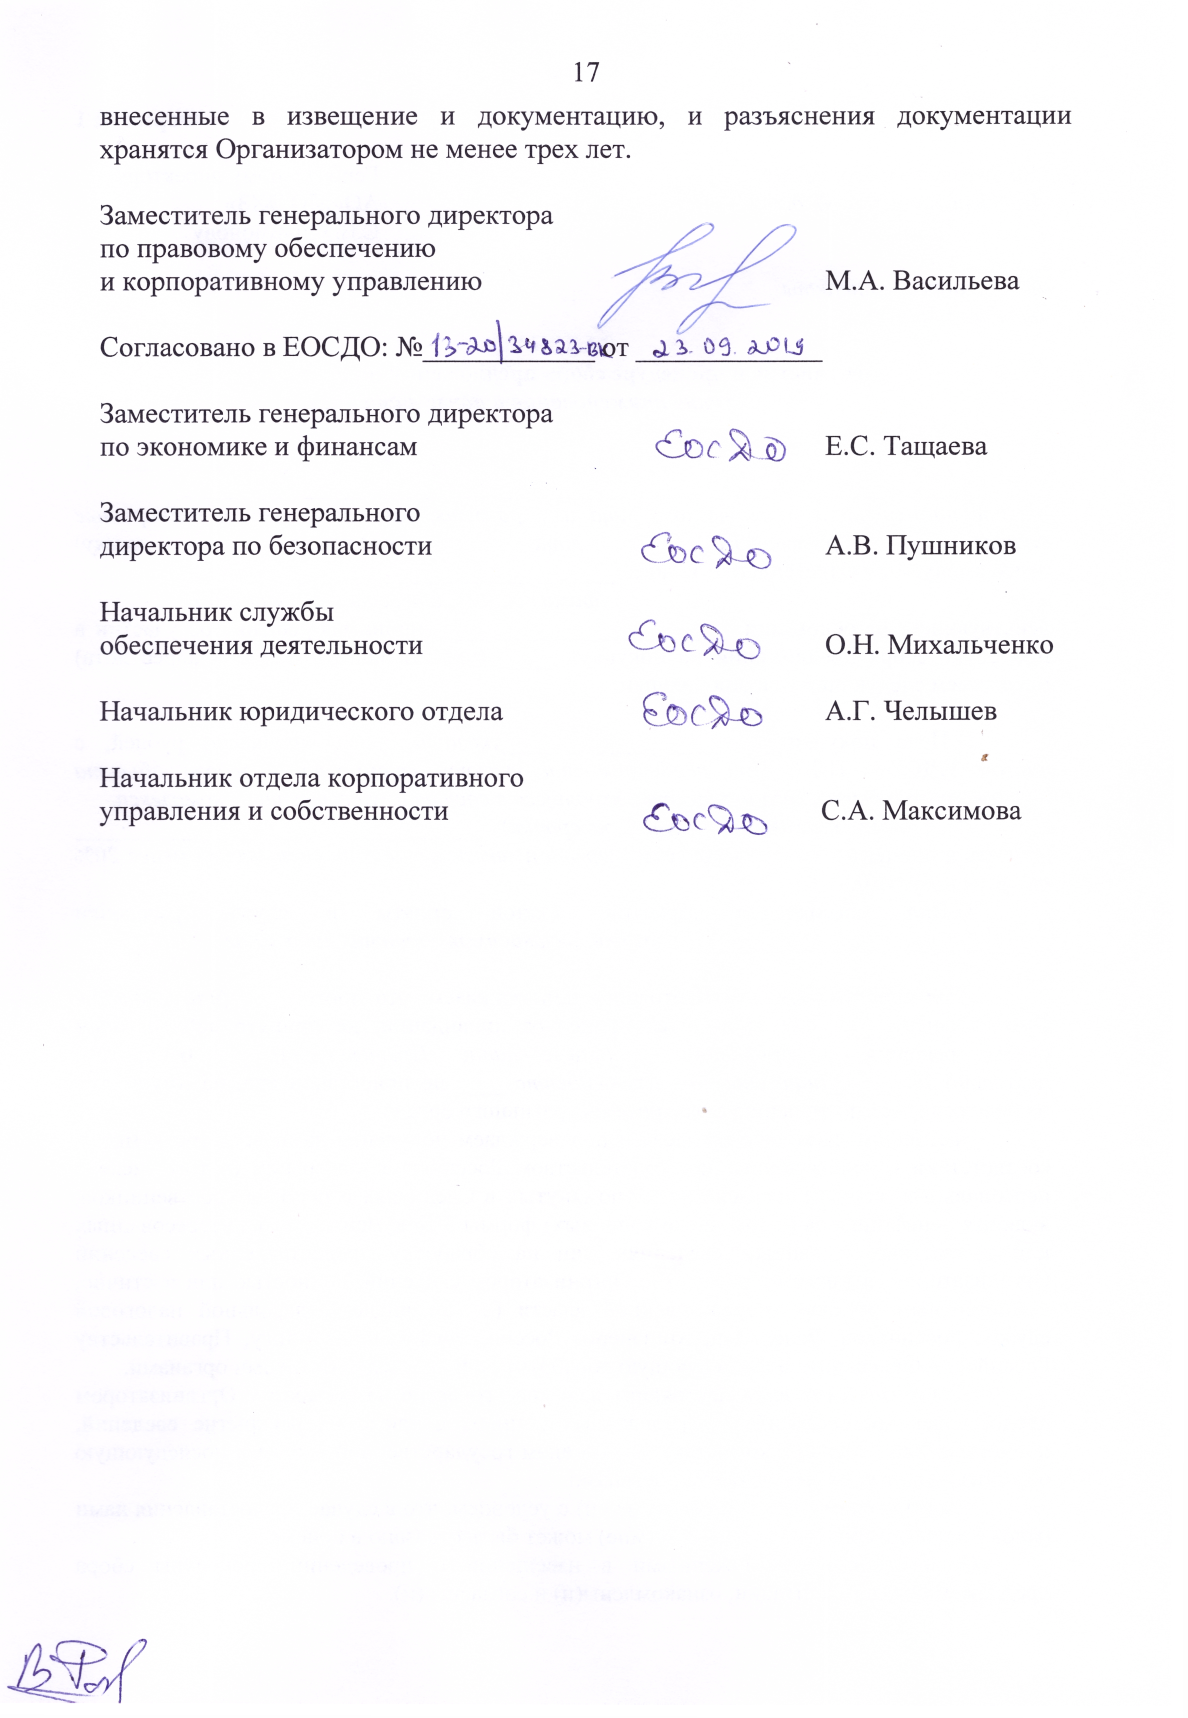 17
внесенные в извещение и документацию, и разъяснения документации
хранятся Организатором не менее трех лет.
Заместитель генерального директора
по правовому обеспечению
и корпоративному управлению М.А. Васильева
Согласовано в ЕОСДО: № 13-20/34823-ВК от 23.09.2019
Заместитель генерального директора
по экономике и финансам ЕОСДО Е.С. Тащаева
Заместитель генерального
директора по безопасности ЕОСДО А.В. Пушников
Начальник службы
обеспечения деятельности ЕОСДО О.Н. Михальченко
Начальник юридического отдела ЕОСДО А.Г. Челышев
Начальник отдела корпоративного
управления и собственности ЕОСДО С.А. Максимова